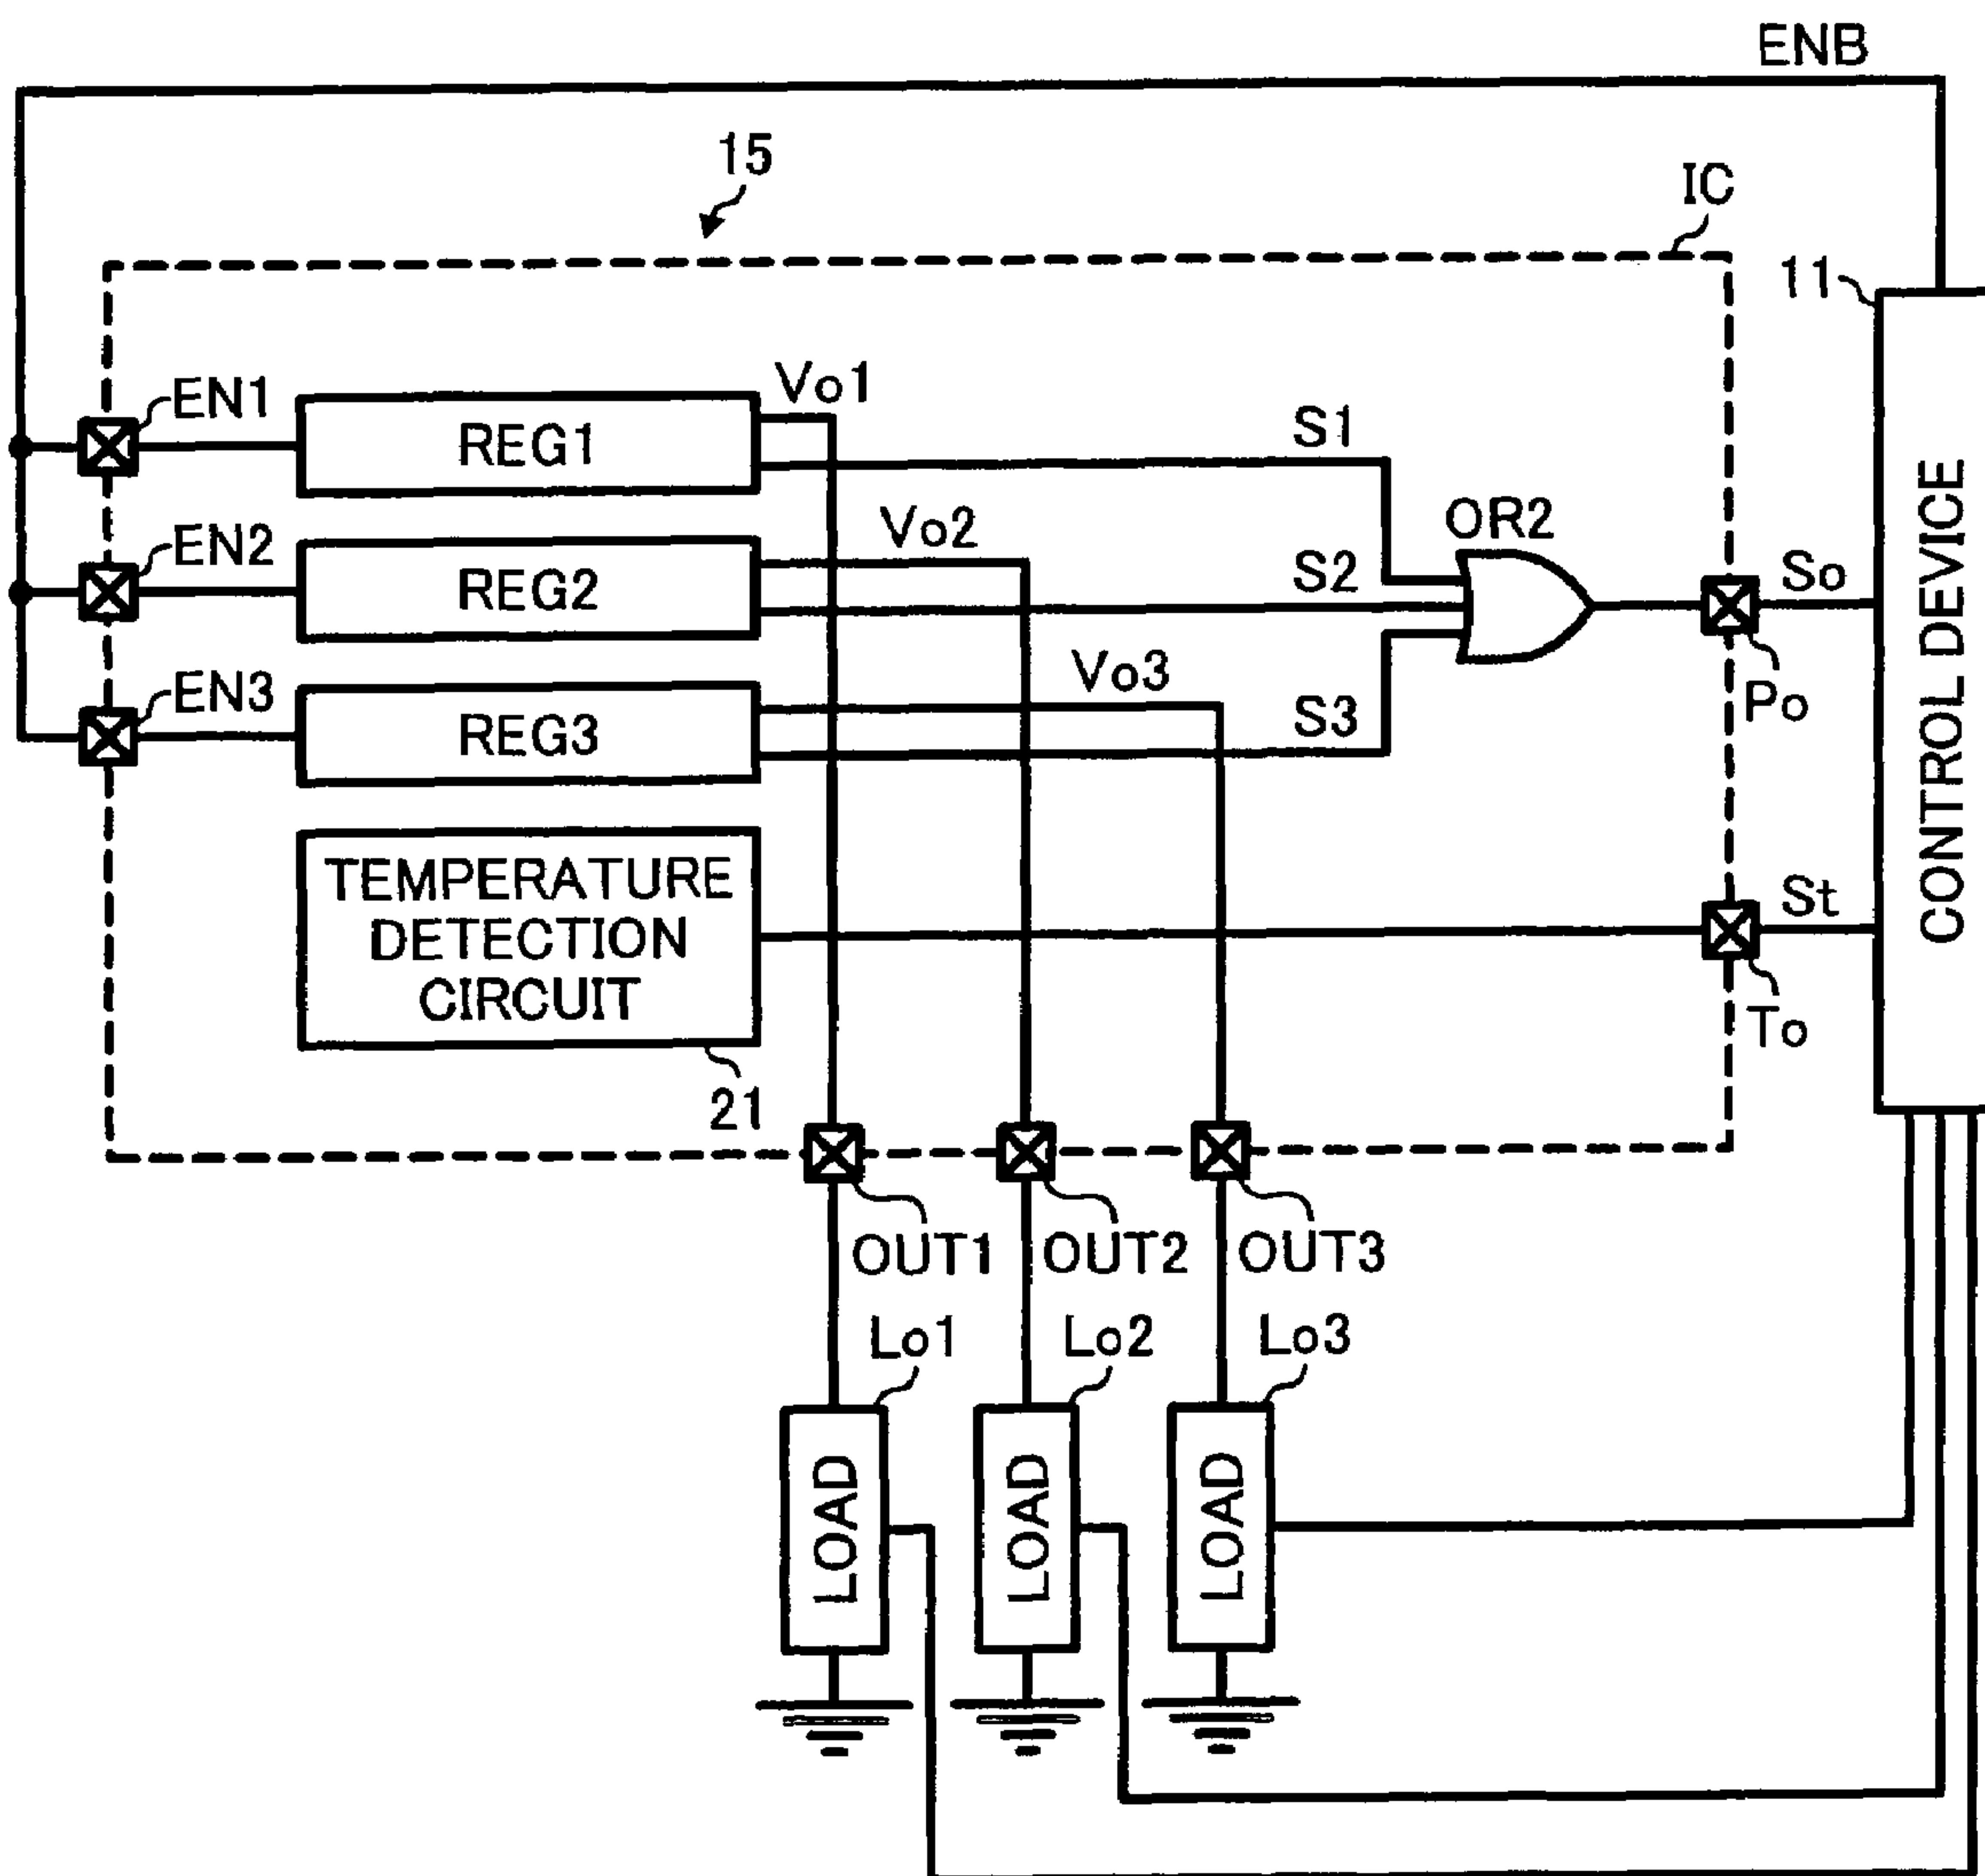 ENB
15
IC
11
EN1
REG1
Vo1
S1
EN2
REG2
Vo2
S2
OR2
So
Po
EN3
REG3
Vo3
S3
CONTROL DEVICE
TEMPERATURE
DETECTION
CIRCUIT
21
St
To
OUT1
OUT2
OUT3
Lo1
Lo2
Lo3
LOAD
LOAD
LOAD